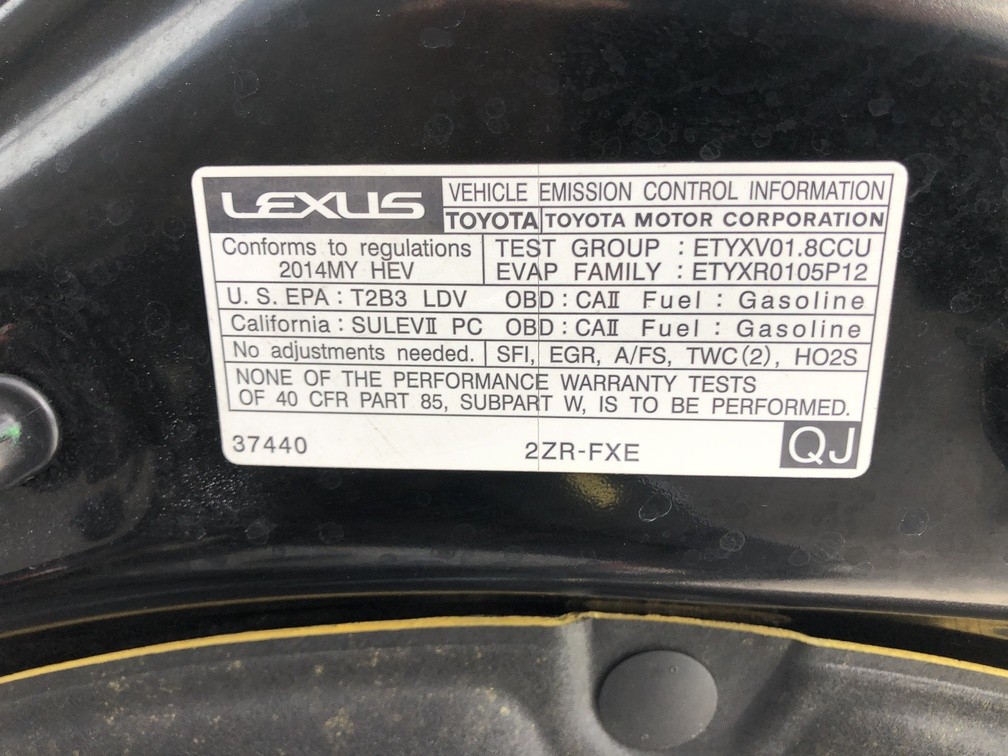 LEXUS VEHICLE EMISSION CONTROL INFORMATION
TOYOTA TOYOTA MOTOR CORPORATION
Conforms to regulations
2014MY HEV
TEST GROUP : ETYXV01.8CCU
EVAP FAMILY : ETYXR0105P12
U. S. EPA : T2B3 LDV OBD : CAⅡ Fuel : Gasoline
California : SULEVⅡ PC OBD : CAⅡ Fuel : Gasoline
No adjustments needed. SFI, EGR, A/FS, TWC(2), HO2S
NONE OF THE PERFORMANCE WARRANTY TESTS
OF 40 CFR PART 85, SUBPART W, IS TO BE PERFORMED.
37440 2ZR-FXE QJ